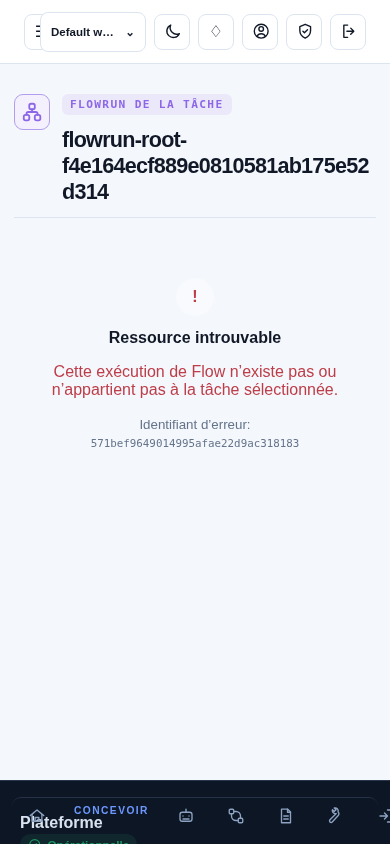 Default w...
FLOWRUN DE LA TÂCHE
flowrun-root-
f4e164ecf889e0810581ab175e52
d314
!
Ressource introuvable
Cette exécution de Flow n’existe pas ou
n’appartient pas à la tâche sélectionnée.
Identifiant d’erreur:
571bef9649014995afae22d9ac318183
CONCEVOIR
Plateforme
Opérationnelle